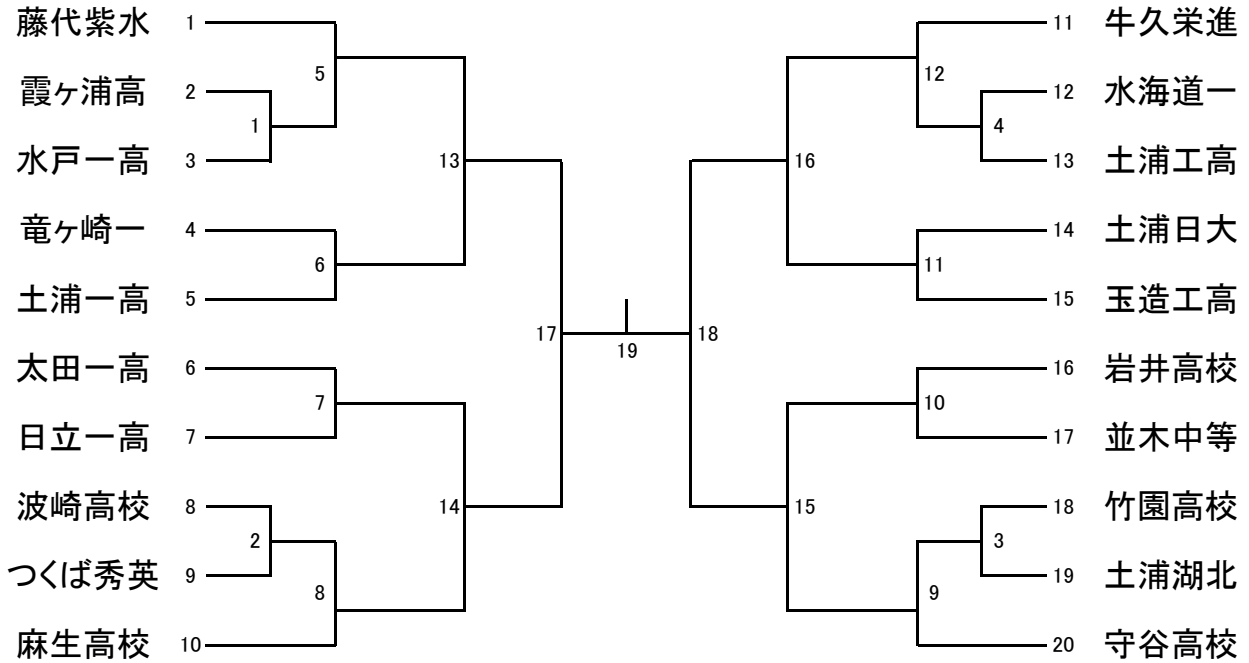 藤代紫水 1
霞ヶ浦高 2
水戸一高 3
竜ヶ崎一 4
土浦一高 5
太田一高 6
日立一高 7
波崎高校 8
つくば秀英 9
麻生高校 10
5
1
13
6
17
7
14
2
8
19
12
4
16
11
18
10
15
3
9
11 牛久栄進
12 水海道一
13 土浦工高
14 土浦日大
15 玉造工高
16 岩井高校
17 並木中等
18 竹園高校
19 土浦湖北
20 守谷高校